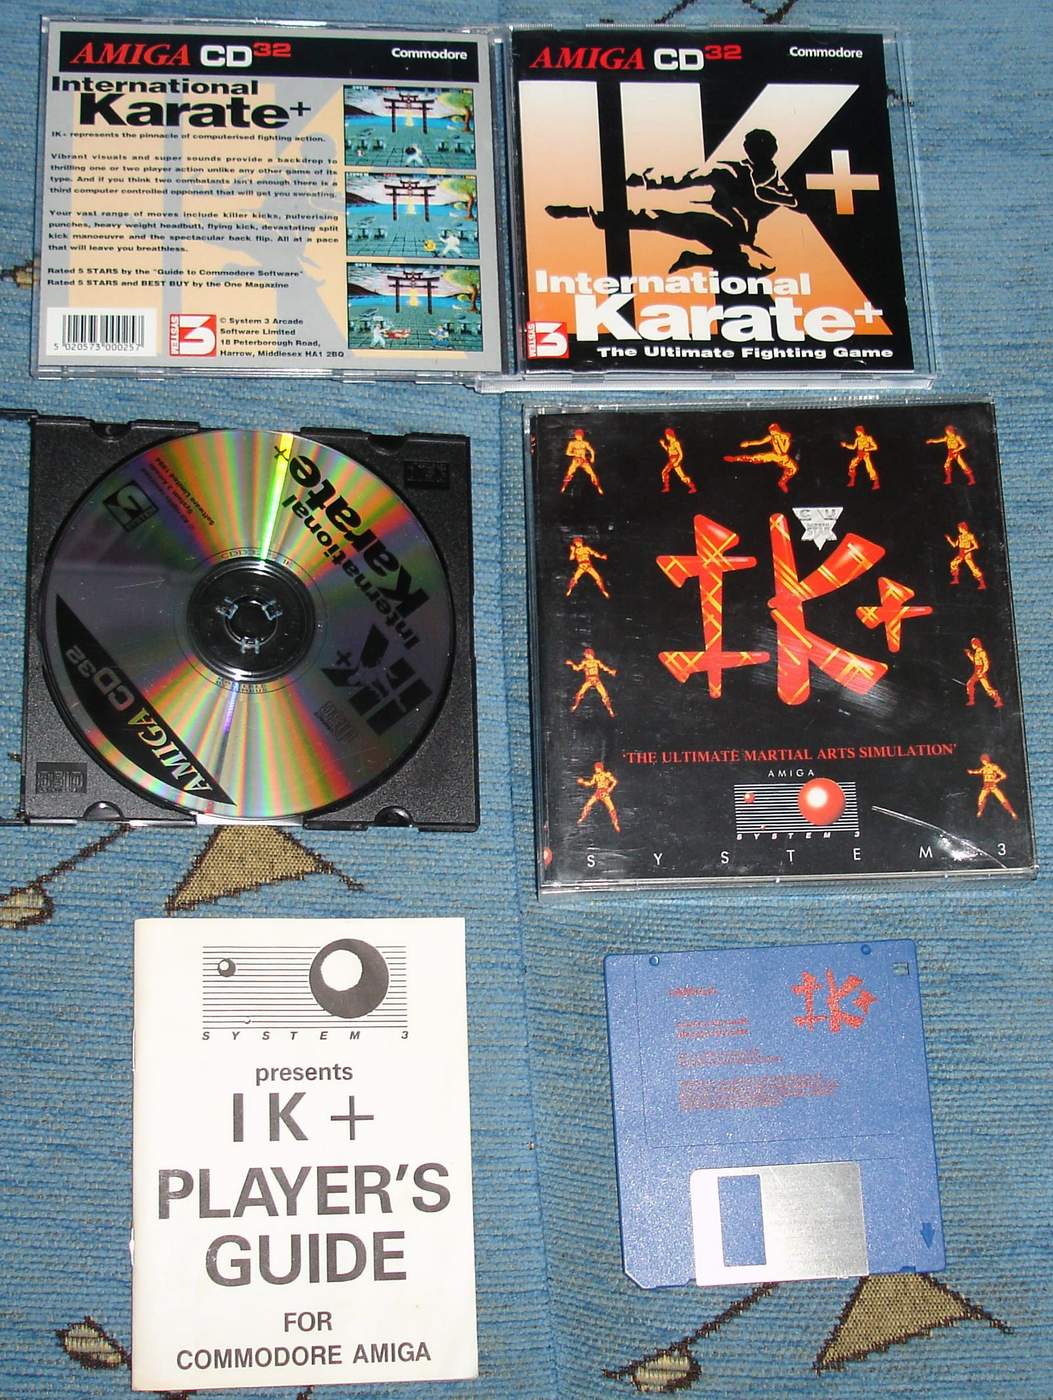 AMIGA CD32
Commodore
International
Karate+
IK+ represents the pinnacle of computerised fighting action.
Vibrant visuals and super sounds provide a backdrop to
thrilling one or two player action unlike any other game of its
type. And if you think two combatants isn't enough there is a
third computer controlled opponent that will get you sweating.
Your vast range of moves include killer kicks, pulverising
punches, heavy weight headbutt, flying kick, devastating split
kick manoeuvre and the spectacular back flip. All at a pace
that will leave you breathless.
Rated 5 STARS by the "Guide to Commodore Software"
Rated 5 STARS and BEST BUY by the One Magazine
5 020573 000257
© System 3 Arcade
Software Limited
18 Peterborough Road,
Harrow, Middlesex HA1 2BQ
AMIGA CD32
Commodore
IK+
International
Karate+
The Ultimate Fighting Game
International
Karate+
IK+
AMIGA CD32
CU
IK+
'THE ULTIMATE MARTIAL ARTS SIMULATION'
AMIGA
SYSTEM 3
SYSTEM 3
SYSTEM 3
presents
IK+
PLAYER'S
GUIDE
FOR
COMMODORE AMIGA
IK+